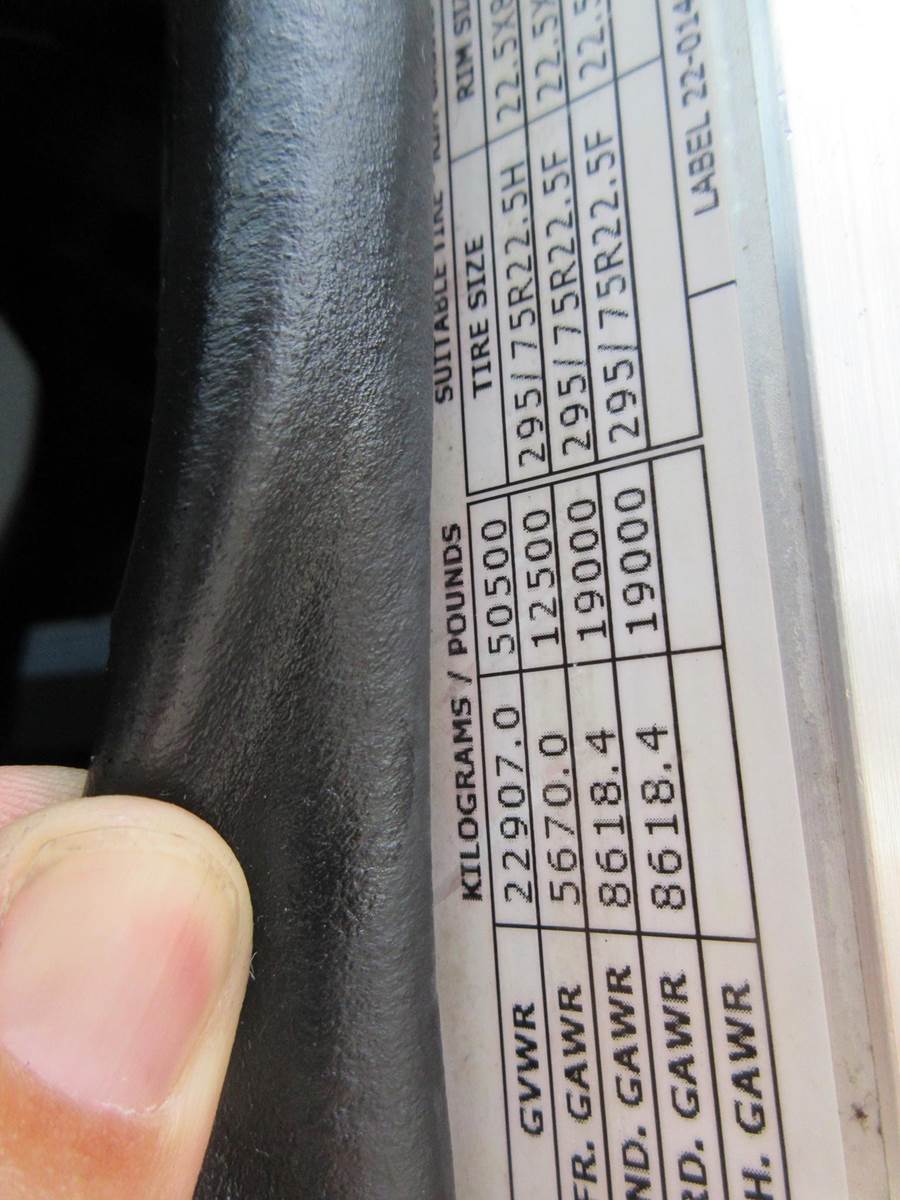 KILOGRAMS / POUNDS SUITABLE TIRE
TIRE SIZE RIM
GVWR 22907.0 50500 295/75R22.5H 22.5X
FR. GAWR 5670.0 12500 295/75R22.5F 22.5X
ND. GAWR 8618.4 19000 295/75R22.5F 22.5
RD. GAWR 8618.4 19000
H. GAWR
LABEL 22-014